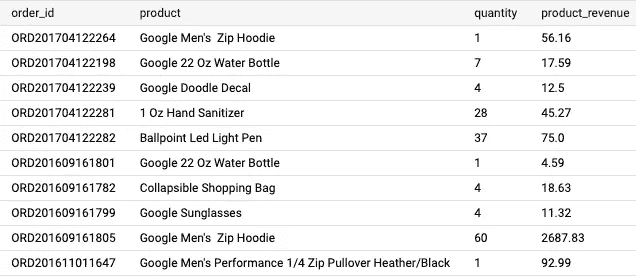 order_id product quantity product_revenue
ORD201704122264 Google Men's  Zip Hoodie 1 56.16
ORD201704122198 Google 22 Oz Water Bottle 7 17.59
ORD201704122239 Google Doodle Decal 4 12.5
ORD201704122281 1 Oz Hand Sanitizer 28 45.27
ORD201704122282 Ballpoint Led Light Pen 37 75.0
ORD201609161801 Google 22 Oz Water Bottle 1 4.59
ORD201609161782 Collapsible Shopping Bag 4 18.63
ORD201609161799 Google Sunglasses 4 11.32
ORD201609161805 Google Men's  Zip Hoodie 60 2687.83
ORD201611011647 Google Men's Performance 1/4 Zip Pullover Heather/Black 1 92.99